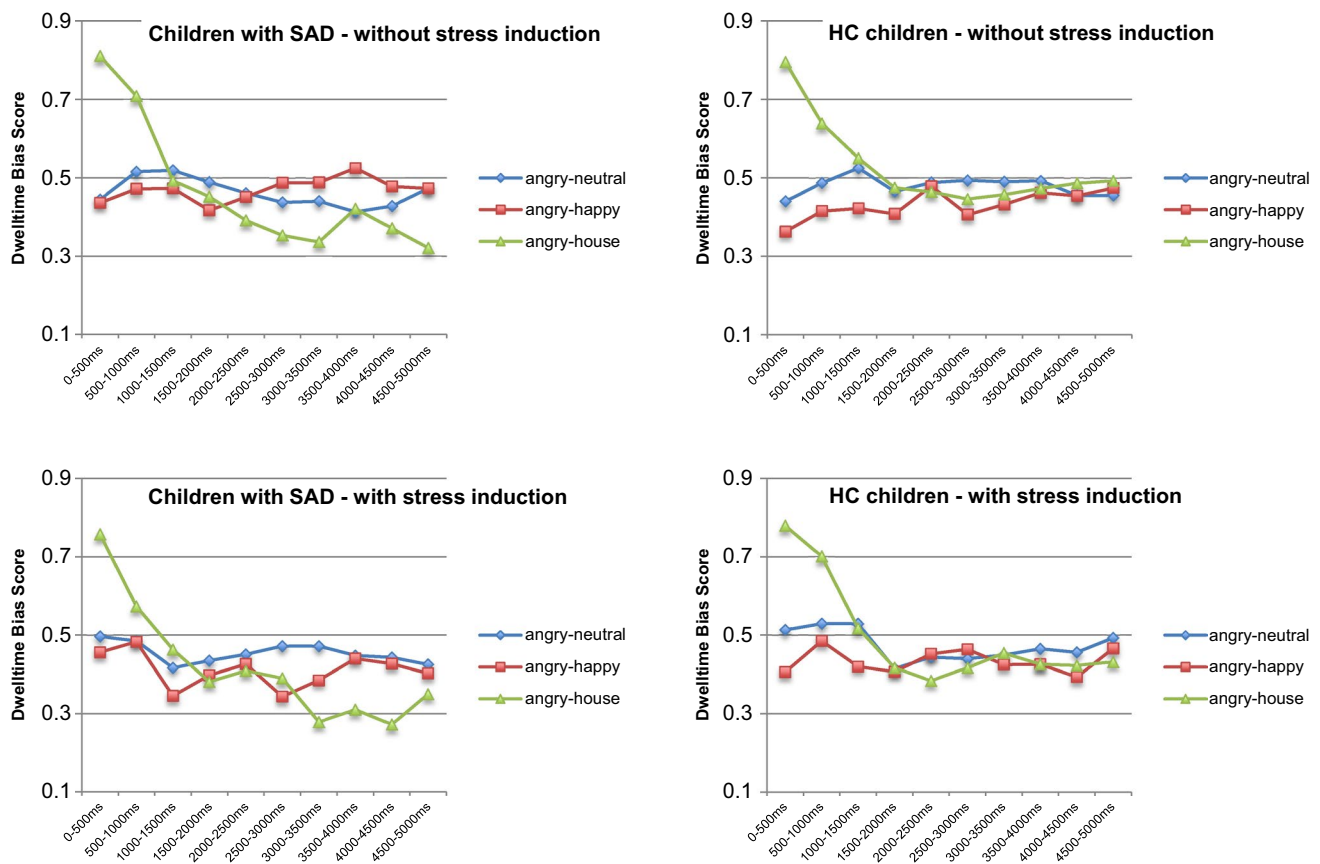 Children with SAD - without stress induction
Dwelltime Bias Score
0.9
0.7
0.5
0.3
0.1
0-500ms
500-1000ms
1000-1500ms
1500-2000ms
2000-2500ms
2500-3000ms
3000-3500ms
3500-4000ms
4000-4500ms
4500-5000ms
angry-neutral
angry-happy
angry-house
HC children - without stress induction
Dwelltime Bias Score
0.9
0.7
0.5
0.3
0.1
0-500ms
500-1000ms
1000-1500ms
1500-2000ms
2000-2500ms
2500-3000ms
3000-3500ms
3500-4000ms
4000-4500ms
4500-5000ms
angry-neutral
angry-happy
angry-house
Children with SAD - with stress induction
Dwelltime Bias Score
0.9
0.7
0.5
0.3
0.1
0-500ms
500-1000ms
1000-1500ms
1500-2000ms
2000-2500ms
2500-3000ms
3000-3500ms
3500-4000ms
4000-4500ms
4500-5000ms
angry-neutral
angry-happy
angry-house
HC children - with stress induction
Dwelltime Bias Score
0.9
0.7
0.5
0.3
0.1
0-500ms
500-1000ms
1000-1500ms
1500-2000ms
2000-2500ms
2500-3000ms
3000-3500ms
3500-4000ms
4000-4500ms
4500-5000ms
angry-neutral
angry-happy
angry-house